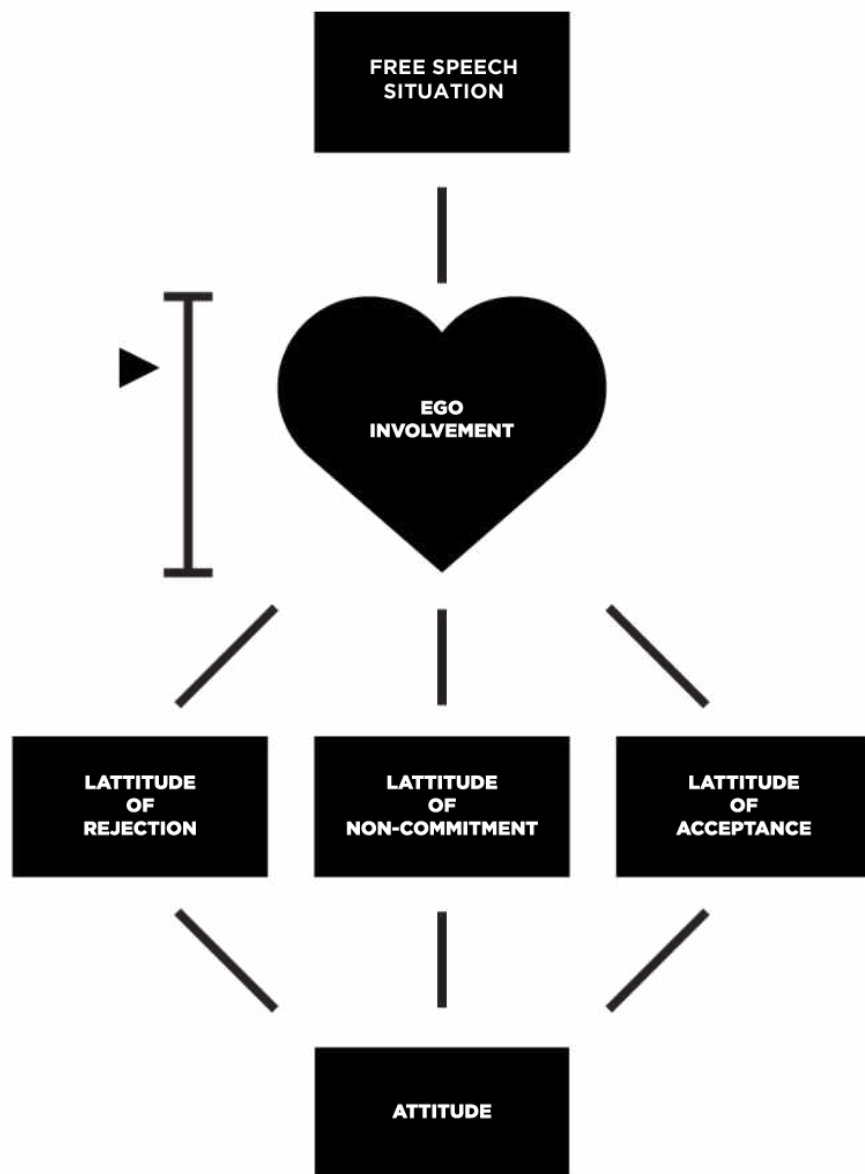 FREE SPEECH
SITUATION
EGO
INVOLVEMENT
LATTITUDE
OF
REJECTION
LATTITUDE
OF
NON-COMMITMENT
LATTITUDE
OF
ACCEPTANCE
ATTITUDE